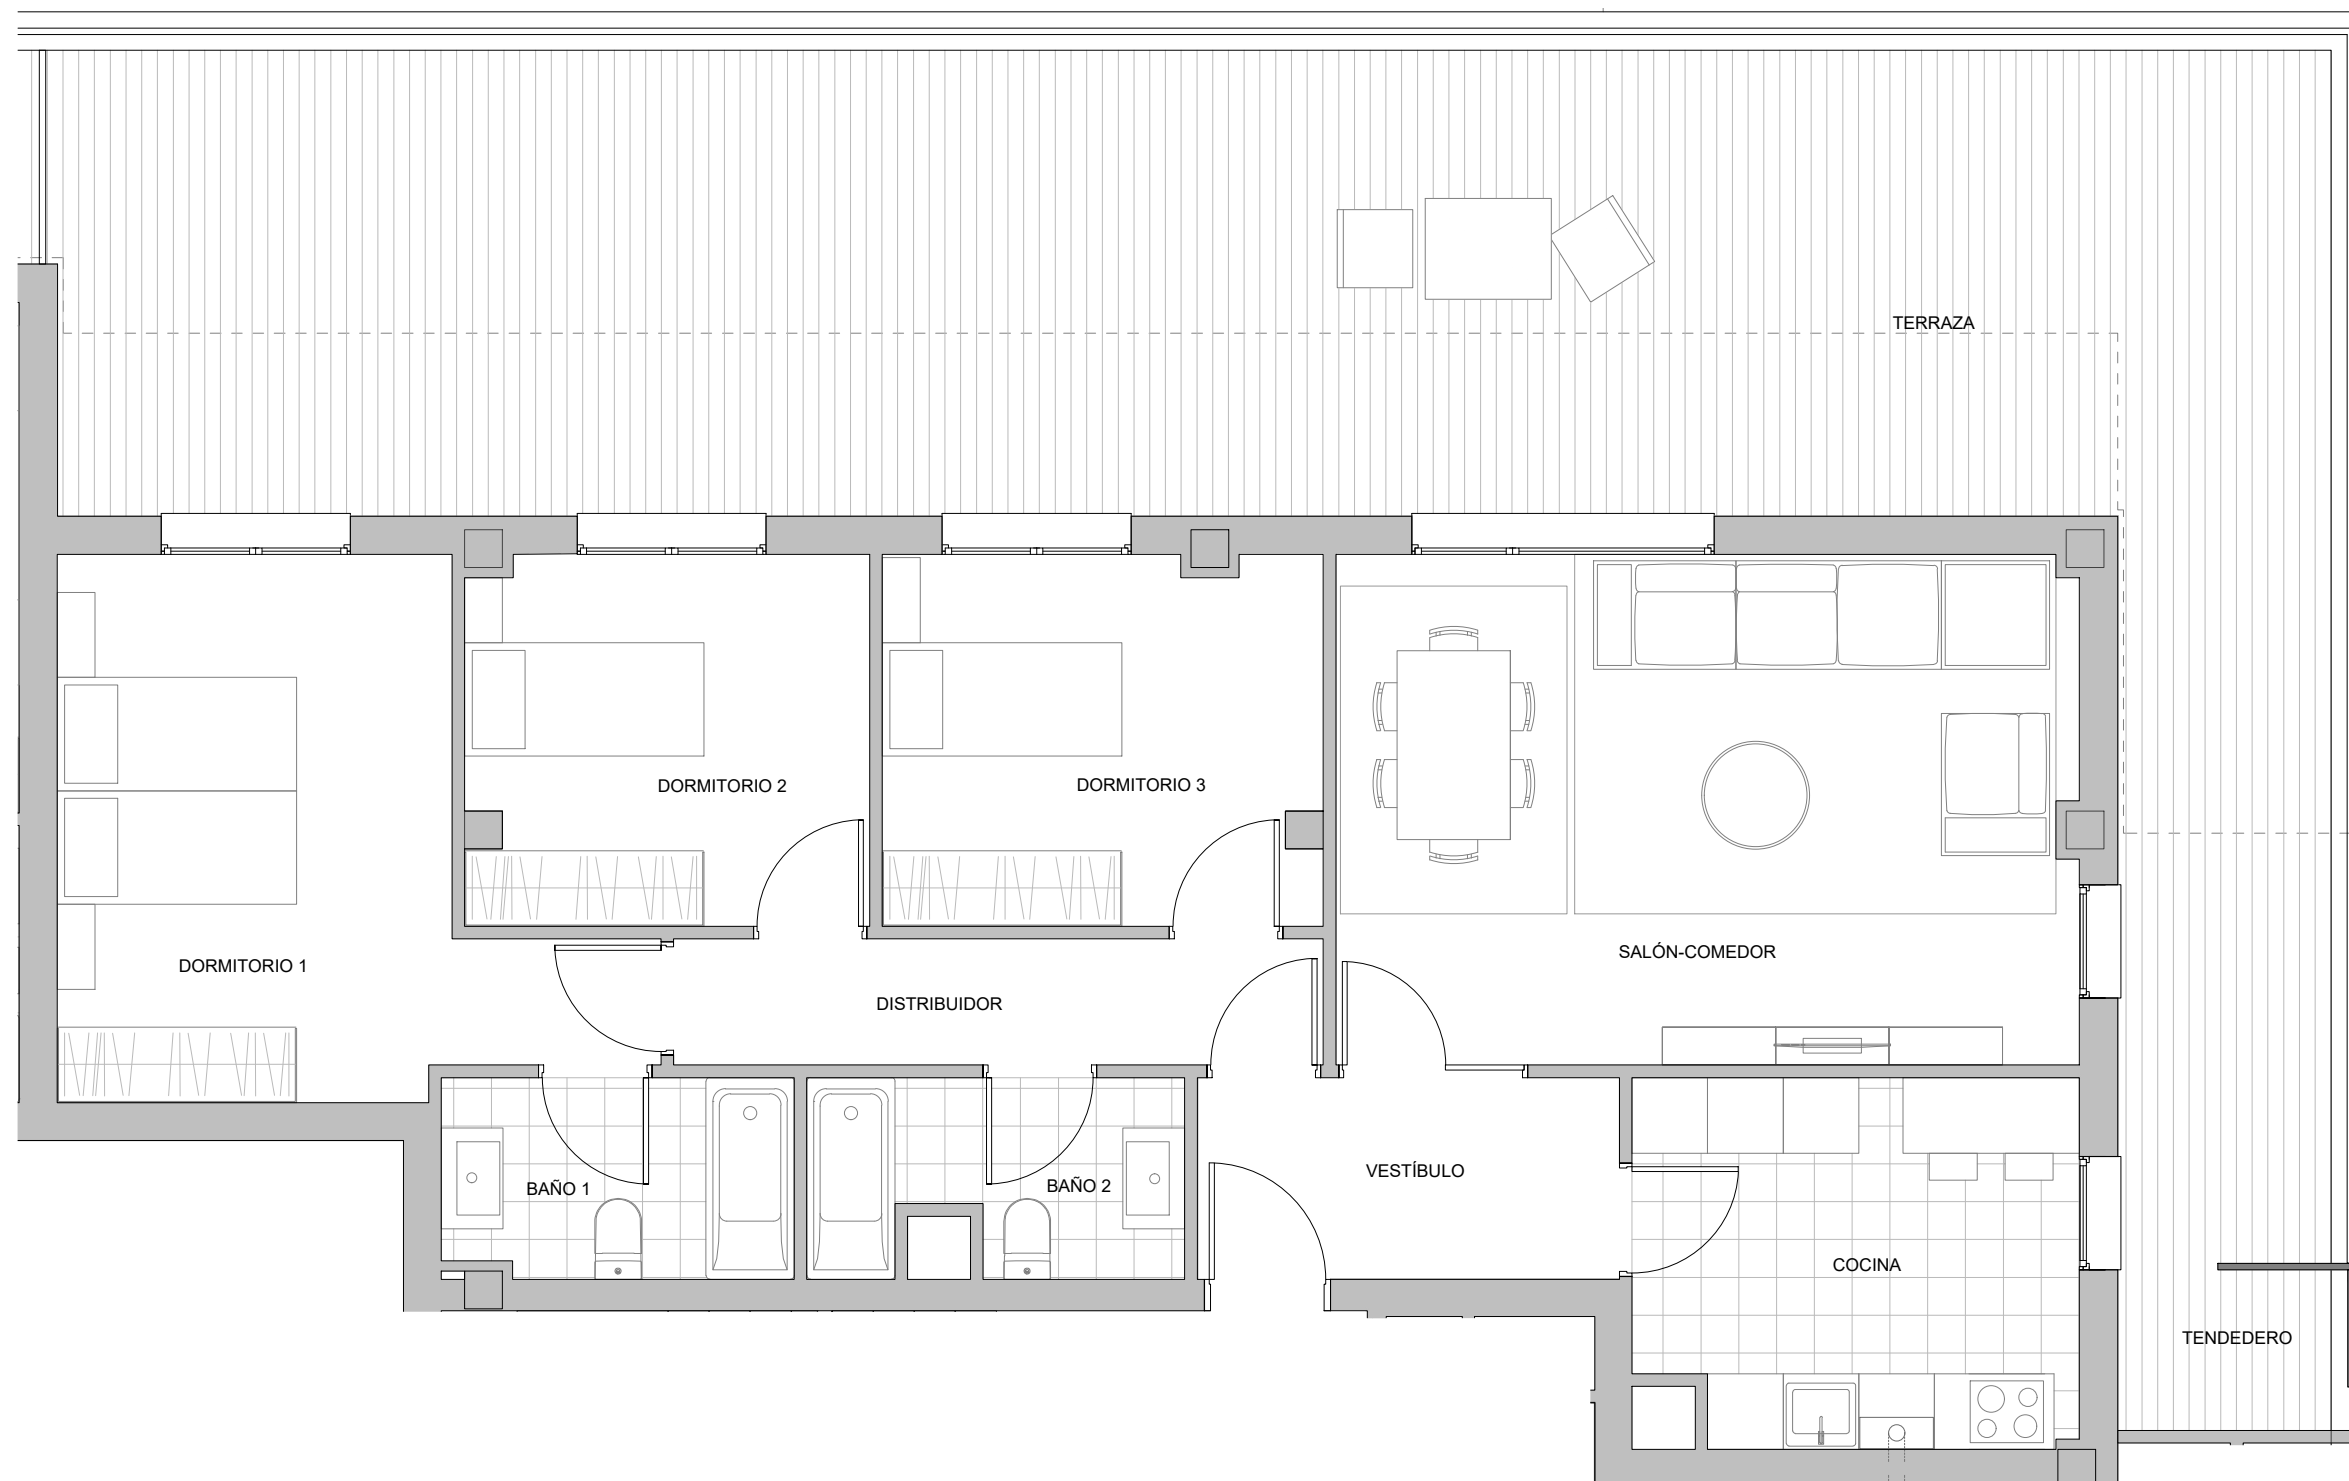 TERRAZA
DORMITORIO 2
DORMITORIO 3
SALÓN-COMEDOR
DORMITORIO 1
DISTRIBUIDOR
VESTÍBULO
BAÑO 1
BAÑO 2
COCINA
TENDEDERO